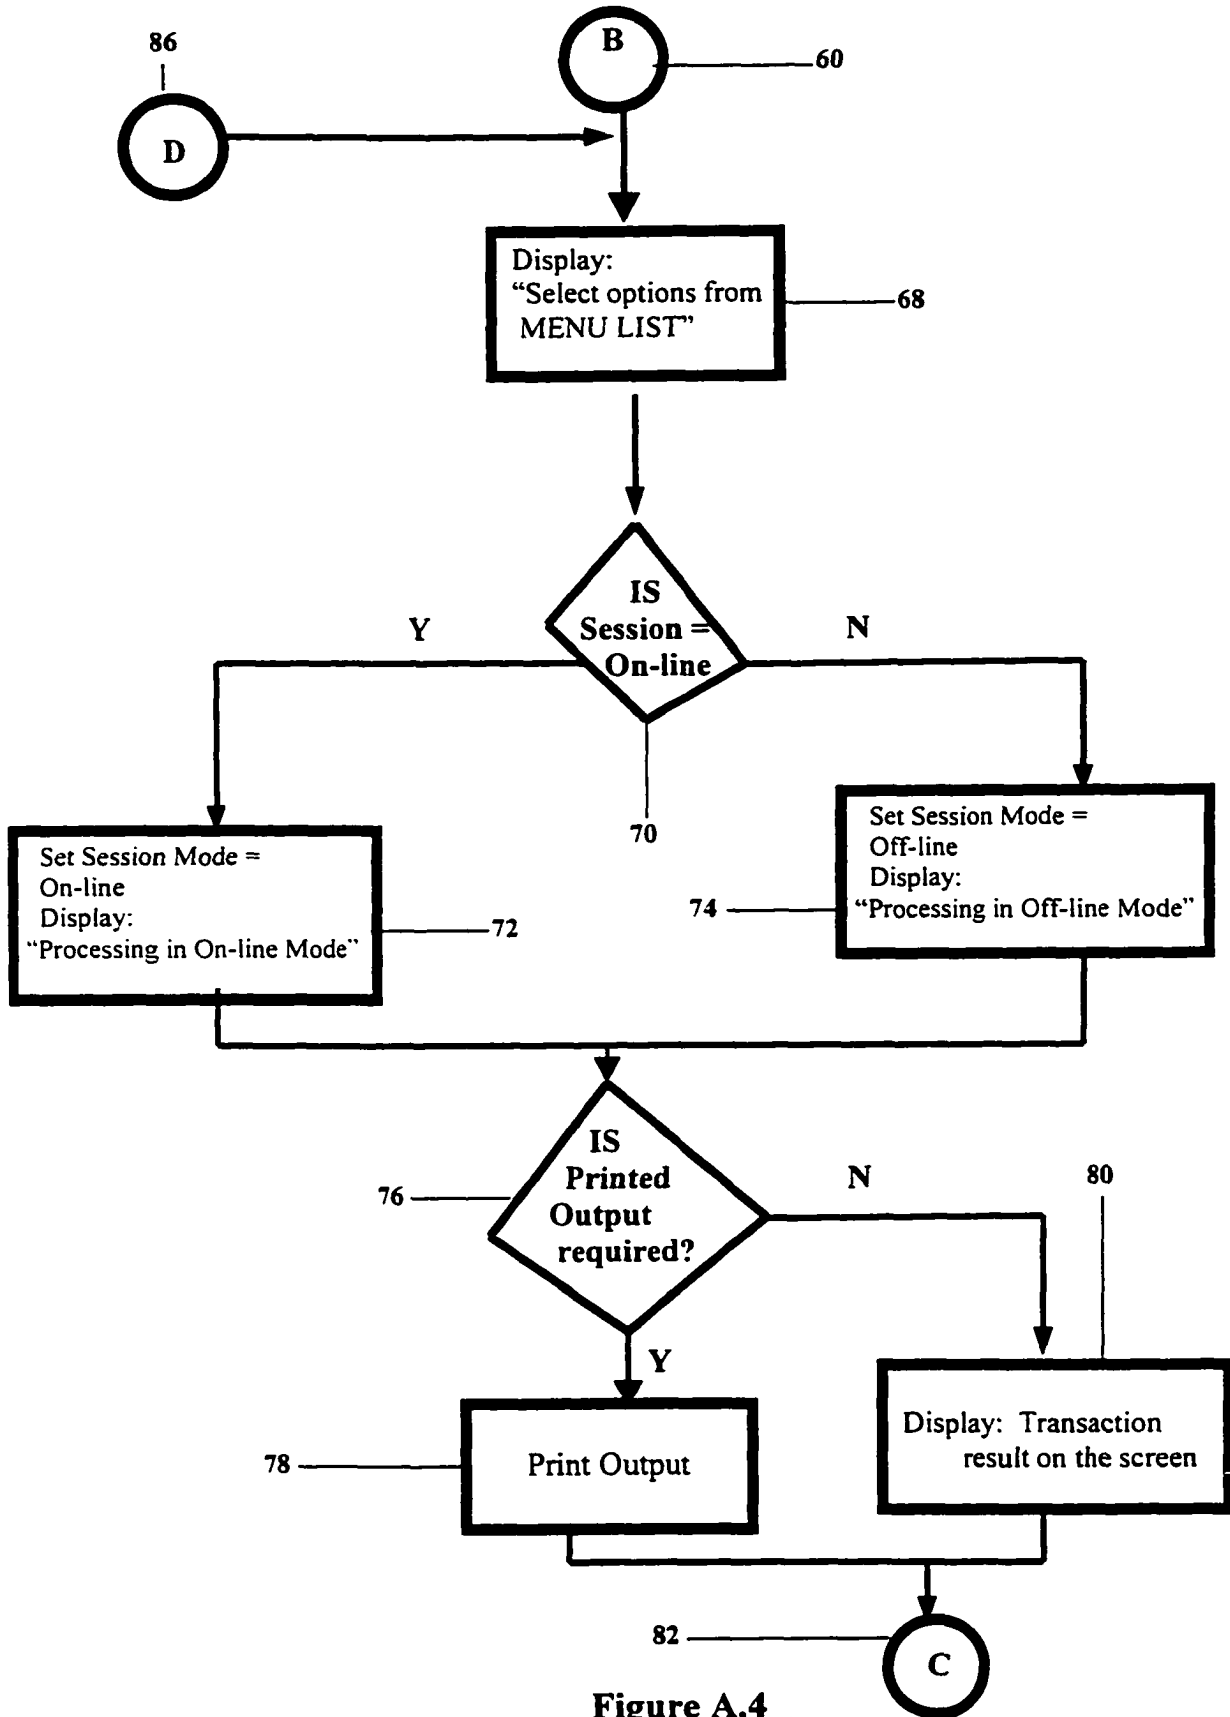 86
B
60
D
Display:
“Select options from
MENU LIST”
68
IS
Session =
On-line
Y
N
70
Set Session Mode =
On-line
Display:
“Processing in On-line Mode”
72
Set Session Mode =
Off-line
Display:
“Processing in Off-line Mode”
74
IS
Printed
Output
required?
76
N
80
Y
Print Output
78
Display: Transaction
result on the screen
82
C
Figure A.4